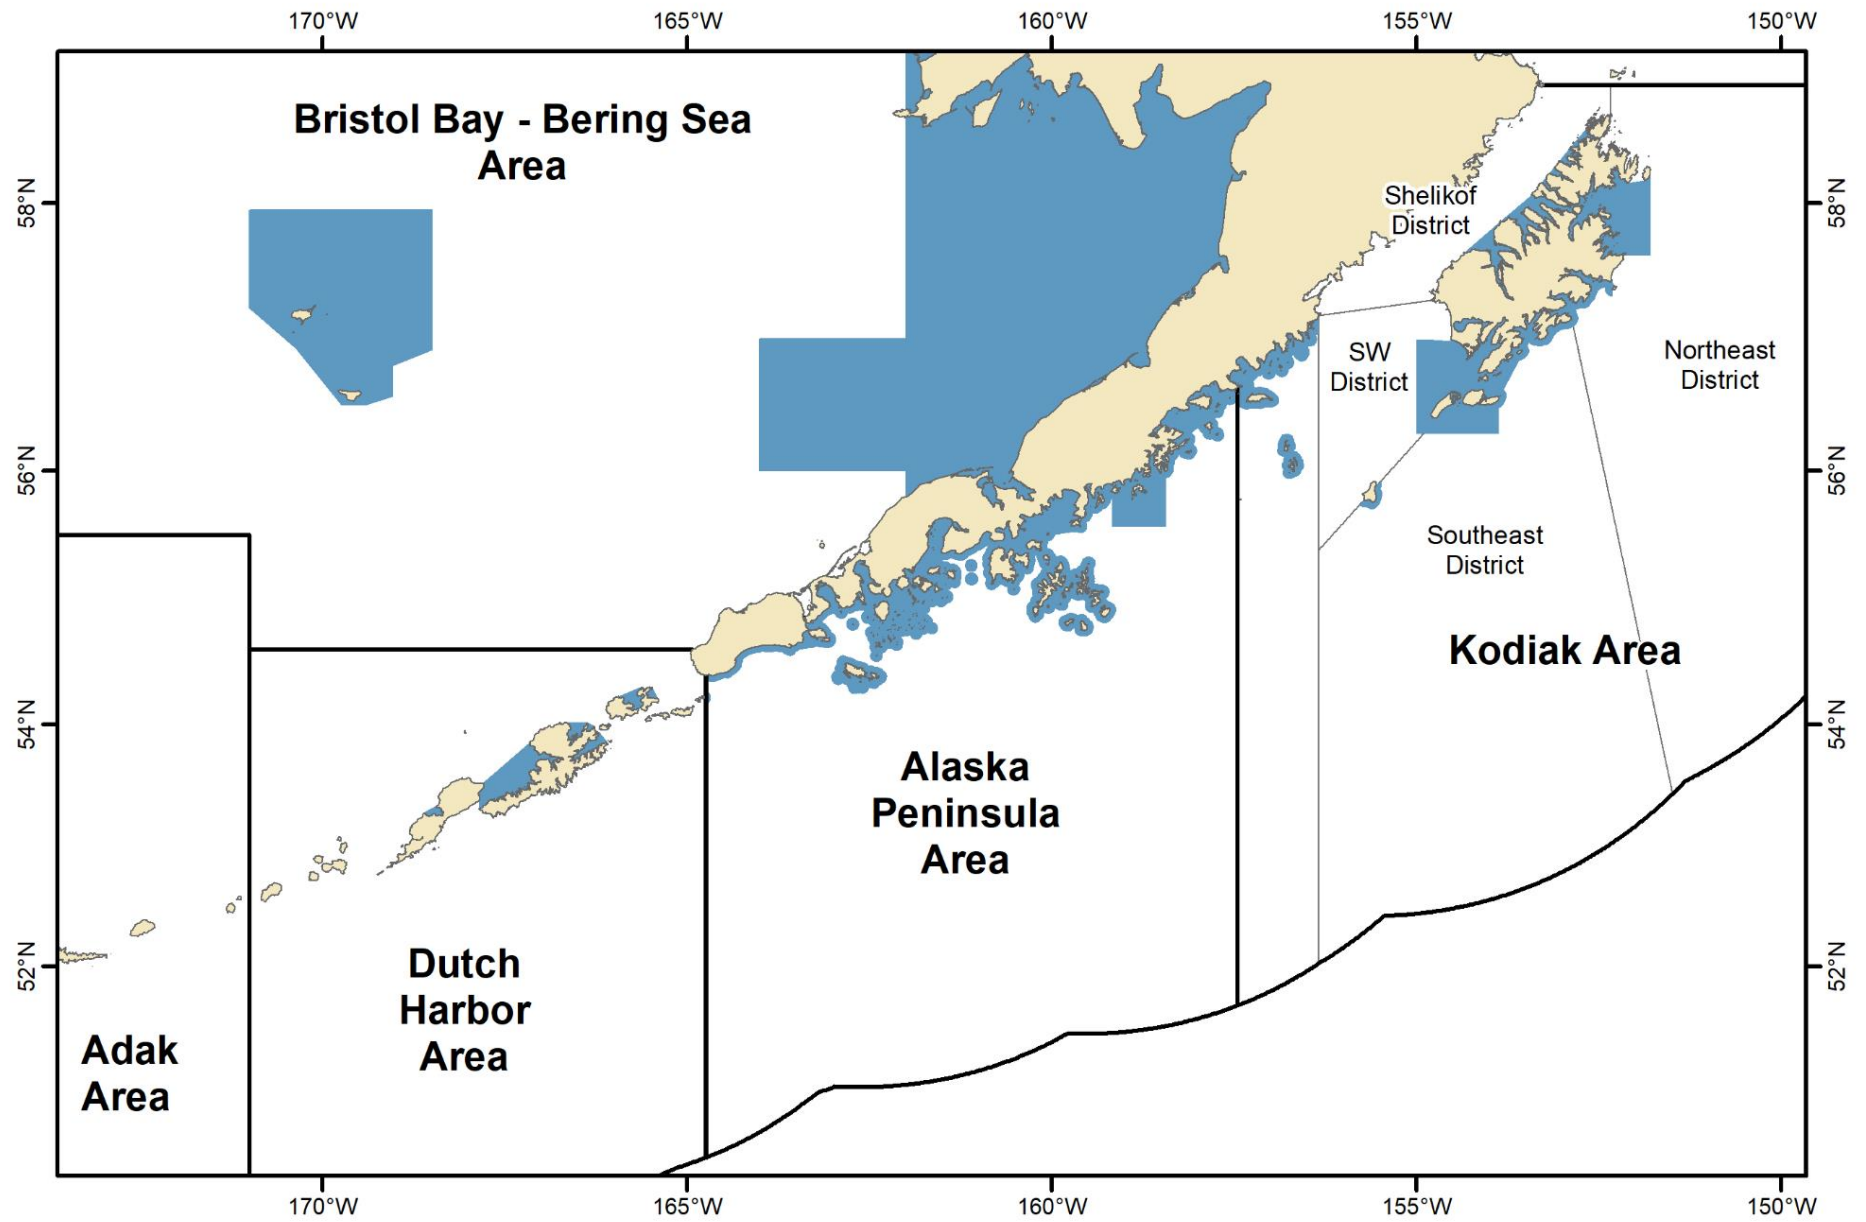 170°W
165°W
160°W
155°W
150°W
Bristol Bay - Bering Sea
Area
58°N
58°N
Shelikof
District
SW
District
Northeast
District
56°N
56°N
Southeast
District
Kodiak Area
54°N
54°N
Alaska
Peninsula
Area
Dutch
Harbor
Area
52°N
52°N
Adak
Area
170°W
165°W
160°W
155°W
150°W